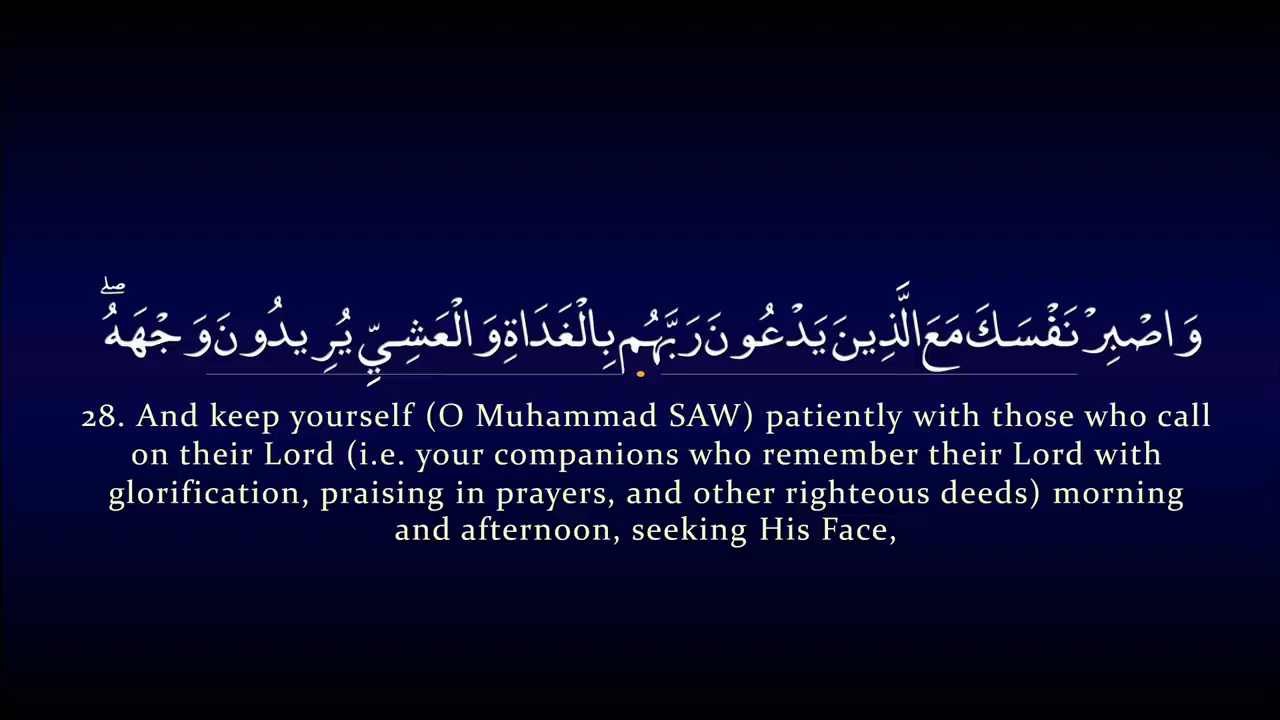 وَاصْبِرْ نَفْسَكَ مَعَ الَّذِينَ يَدْعُونَ رَبَّهُم بِالْغَدَاةِ وَالْعَشِيِّ يُرِيدُونَ وَجْهَهُ ۖ
28. And keep yourself (O Muhammad SAW) patiently with those who call
on their Lord (i.e. your companions who remember their Lord with
glorification, praising in prayers, and other righteous deeds) morning
and afternoon, seeking His Face,